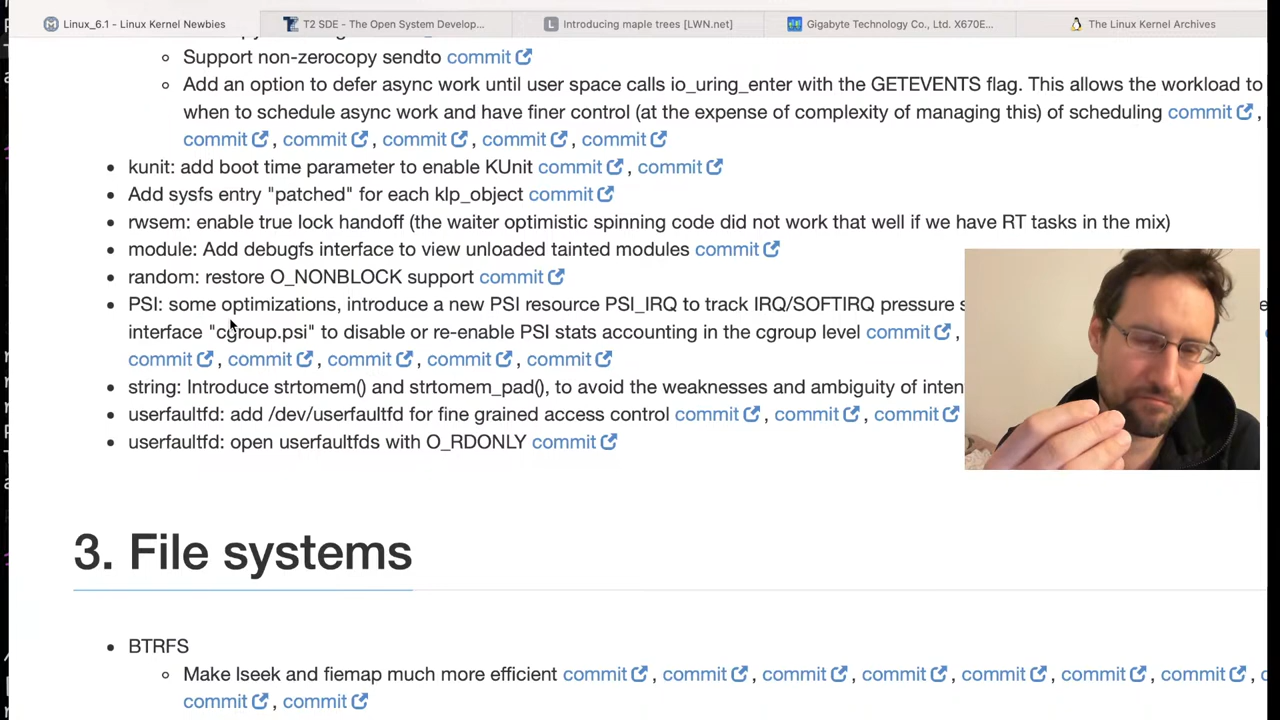 Linux_6.1 - Linux Kernel Newbies
T2 SDE - The Open System Develop...
Introducing maple trees [LWN.net]
Gigabyte Technology Co., Ltd. X670E...
The Linux Kernel Archives
Support non-zerocopy sendto commit
Add an option to defer async work until user space calls io_uring_enter with the GETEVENTS flag. This allows the workload to
when to schedule async work and have finer control (at the expense of complexity of managing this) of scheduling commit ,
commit , commit , commit , commit , commit
kunit: add boot time parameter to enable KUnit commit , commit
Add sysfs entry "patched" for each klp_object commit
rwsem: enable true lock handoff (the waiter optimistic spinning code did not work that well if we have RT tasks in the mix)
module: Add debugfs interface to view unloaded tainted modules commit
random: restore O_NONBLOCK support commit
PSI: some optimizations, introduce a new PSI resource PSI_IRQ to track IRQ/SOFTIRQ pressure
interface "cgroup.psi" to disable or re-enable PSI stats accounting in the cgroup level commit ,
commit , commit , commit , commit , commit
string: Introduce strtomem() and strtomem_pad(), to avoid the weaknesses and ambiguity of
userfaultfd: add /dev/userfaultfd for fine grained access control commit , commit , commit
userfaultfd: open userfaultfds with O_RDONLY commit
3. File systems
BTRFS
Make lseek and fiemap much more efficient commit , commit , commit , commit , commit , commit , commit ,
commit , commit